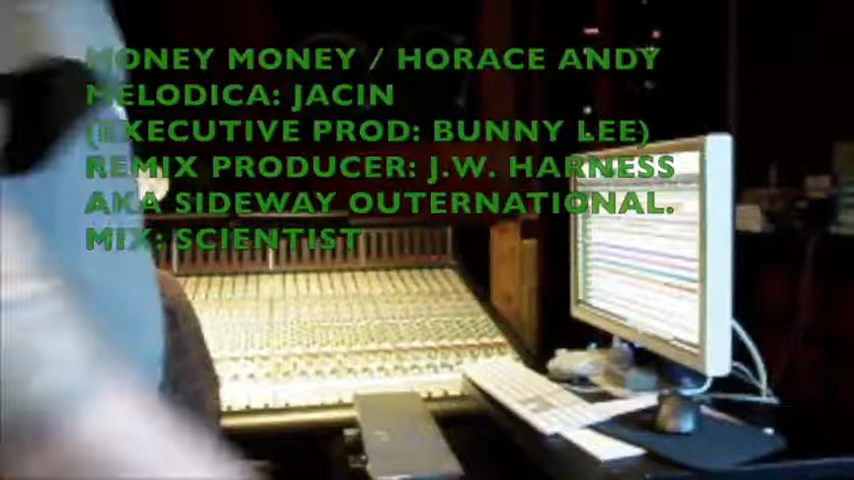 MONEY MONEY / HORACE ANDY
MELODICA: JACIN
(EXECUTIVE PROD: BUNNY LEE)
REMIX PRODUCER: J.W. HARNESS
AKA SIDEWAY OUTERNATIONAL.
MIX: SCIENTIST